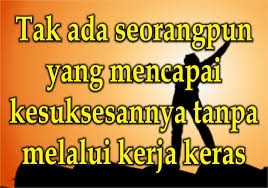 Tak ada seorangpun
yang mencapai
kesuksesannya tanpa
melalui kerja keras